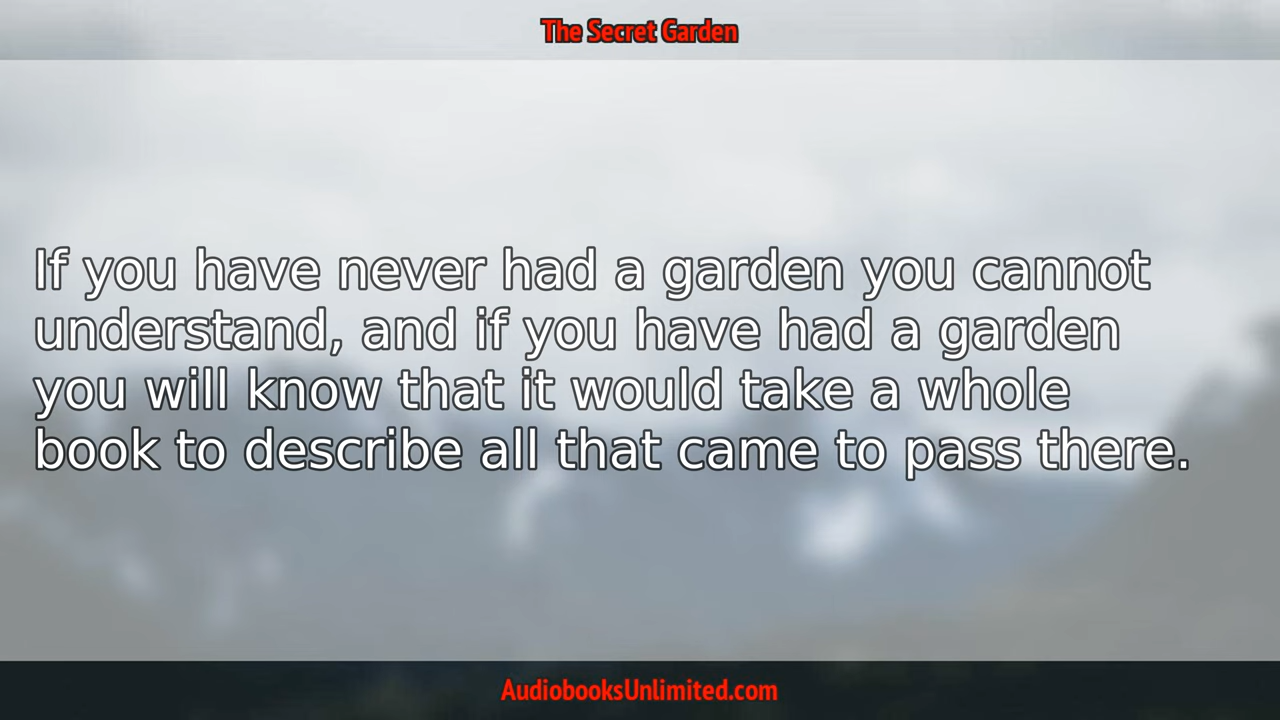 The Secret Garden
If you have never had a garden you cannot
understand, and if you have had a garden
you will know that it would take a whole
book to describe all that came to pass there.
AudiobooksUnlimited.com